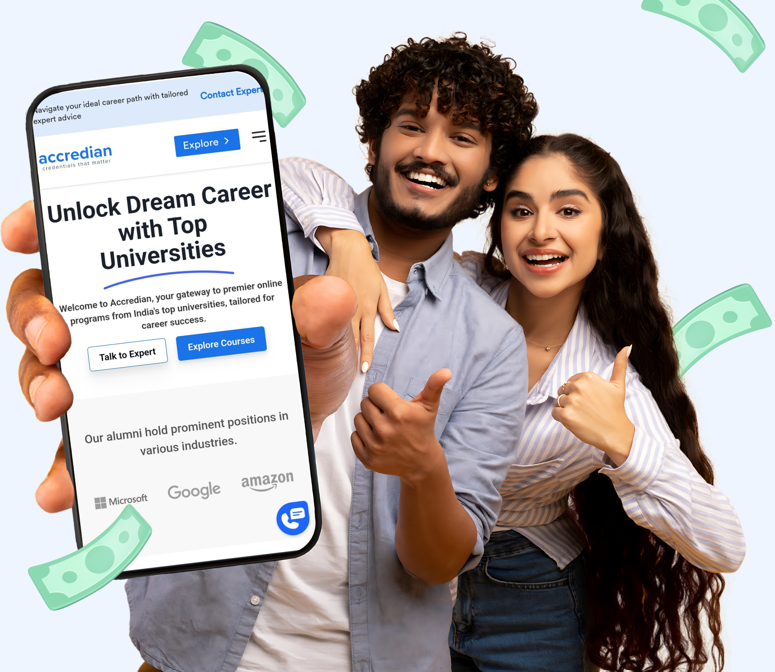 Navigate your ideal career path with tailored
expert advice
Contact Expert
accredian
credentials that matter
Explore
Unlock Dream Career
with Top
Universities
Welcome to Accredian, your gateway to premier online
programs from India's top universities, tailored for
career success.
Talk to Expert
Explore Courses
Our alumni hold prominent positions in
various industries.
Microsoft
Google
amazon